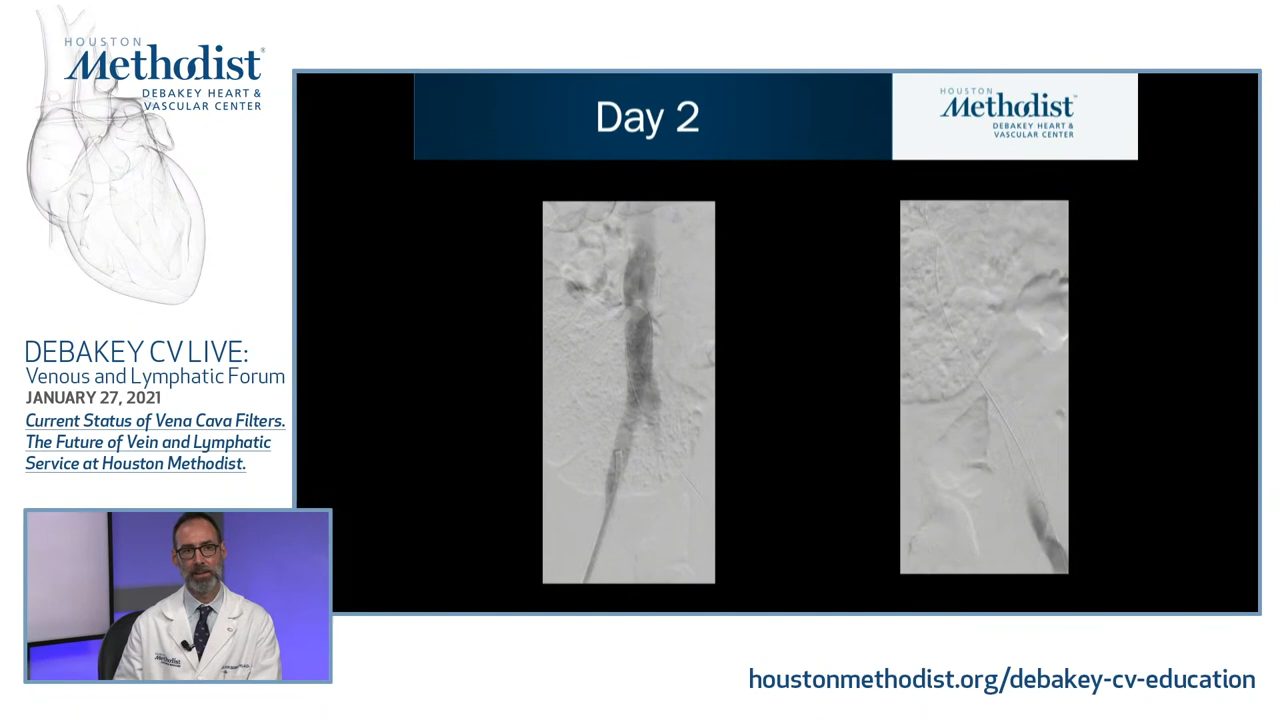 HOUSTON
Methodist®
DEBAKEY HEART &
VASCULAR CENTER
Day 2
HOUSTON
Methodist
DEBAKEY HEART &
VASCULAR CENTER
DEBAKEY CV LIVE:
Venous and Lymphatic Forum
JANUARY 27, 2021
Current Status of Vena Cava Filters.
The Future of Vein and Lymphatic
Service at Houston Methodist.
Methodist
houstonmethodist.org/debakey-cv-education